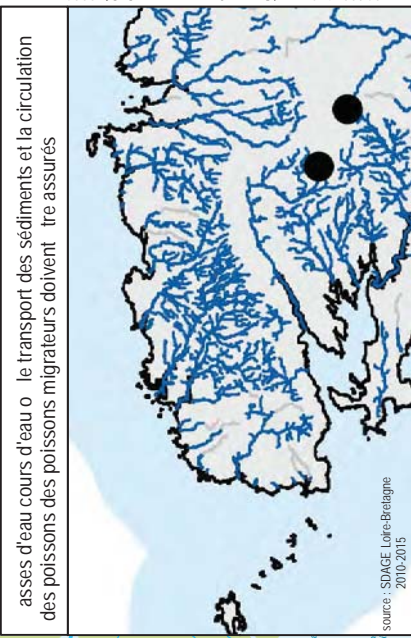 asses d'eau cours d'eau o le transport des sédiments et la circulation
des poissons des poissons migrateurs doivent tre assurés
source : SDAGE Loire-Bretagne
2010-2015